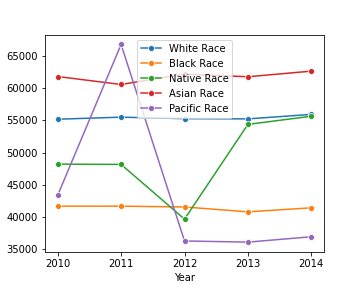 65000
60000
55000
50000
45000
40000
35000
White Race
Black Race
Native Race
Asian Race
Pacific Race
2010 2011 2012 2013 2014
Year